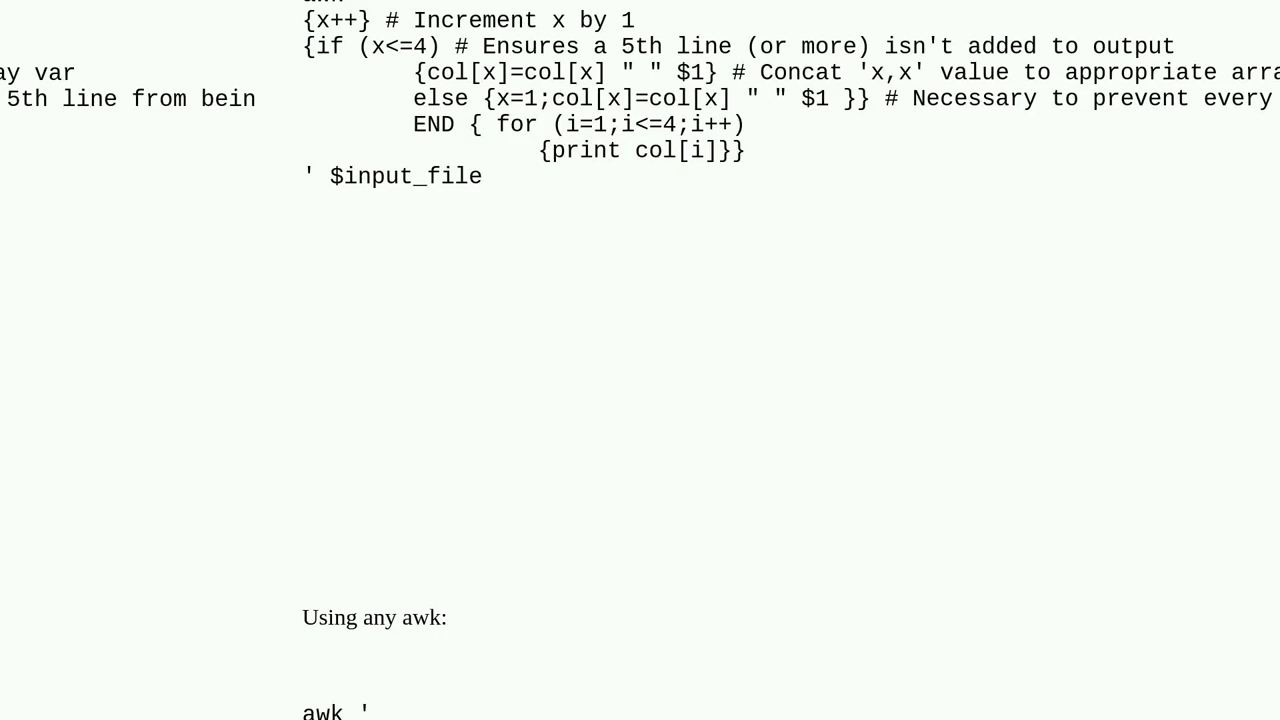 {x++} # Increment x by 1
{if (x<=4) # Ensures a 5th line (or more) isn't added to output
ay var
{col[x]=col[x] " " $1} # Concat 'x,x' value to appropriate arra
5th line from bein
else {x=1;col[x]=col[x] " " $1 }} # Necessary to prevent every
END { for (i=1;i<=4;i++)
{print col[i]}}
' $input_file
Using any awk:
awk '